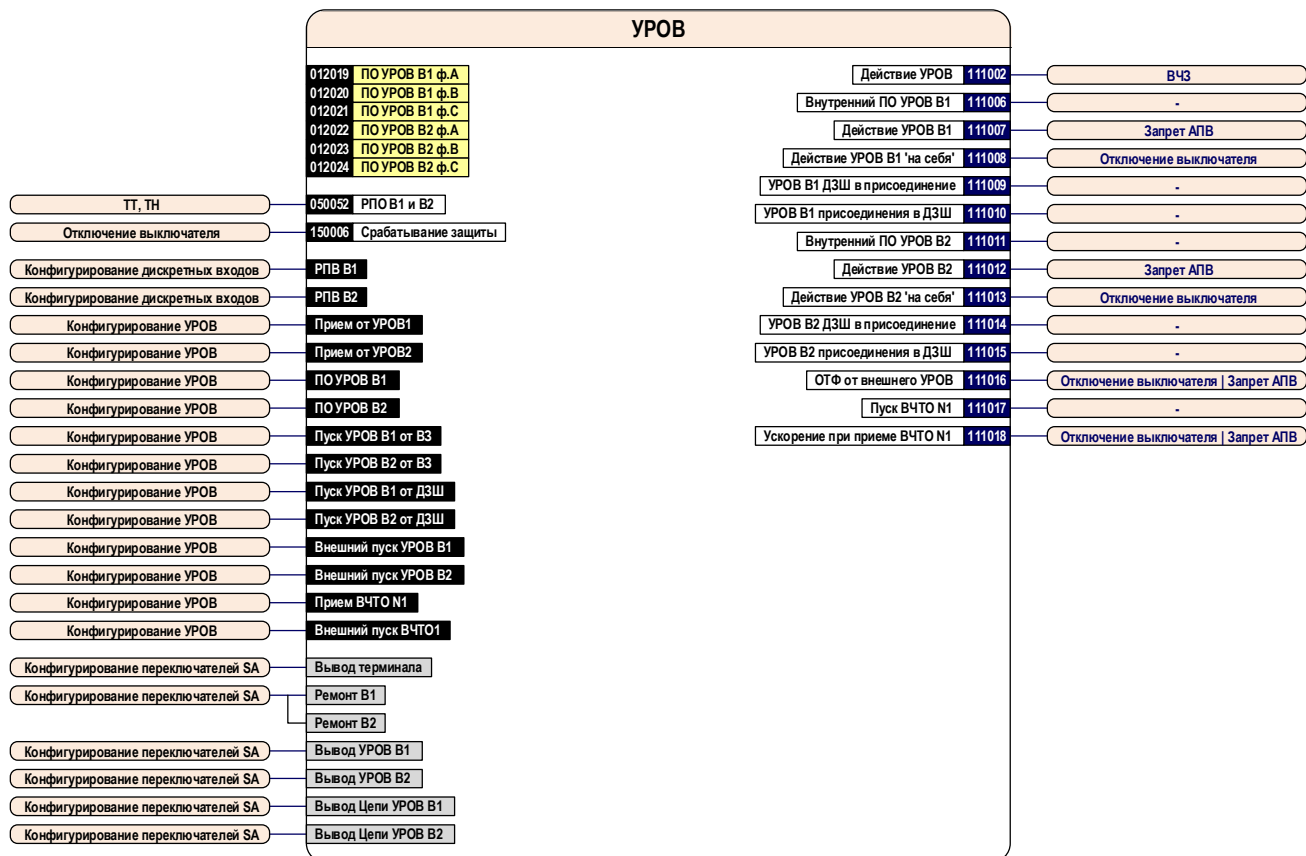 УРОВ
012019 ПО УРОВ В1 ф.А
012020 ПО УРОВ В1 ф.В
012021 ПО УРОВ В1 ф.С
012022 ПО УРОВ В2 ф.А
012023 ПО УРОВ В2 ф.В
012024 ПО УРОВ В2 ф.С
ТТ, ТН 050052 РПО В1 и В2
Отключение выключателя 150006 Срабатывание защиты
Конфигурирование дискретных входов РПВ В1
Конфигурирование дискретных входов РПВ В2
Конфигурирование УРОВ Прием от УРОВ1
Конфигурирование УРОВ Прием от УРОВ2
Конфигурирование УРОВ ПО УРОВ В1
Конфигурирование УРОВ ПО УРОВ В2
Конфигурирование УРОВ Пуск УРОВ В1 от ВЗ
Конфигурирование УРОВ Пуск УРОВ В2 от ВЗ
Конфигурирование УРОВ Пуск УРОВ В1 от ДЗШ
Конфигурирование УРОВ Пуск УРОВ В2 от ДЗШ
Конфигурирование УРОВ Внешний пуск УРОВ В1
Конфигурирование УРОВ Внешний пуск УРОВ В2
Конфигурирование УРОВ Прием ВЧТО N1
Конфигурирование УРОВ Внешний пуск ВЧТО1
Конфигурирование переключателей SA Вывод терминала
Конфигурирование переключателей SA Ремонт В1
Ремонт В2
Конфигурирование переключателей SA Вывод УРОВ В1
Конфигурирование переключателей SA Вывод УРОВ В2
Конфигурирование переключателей SA Вывод Цепи УРОВ В1
Конфигурирование переключателей SA Вывод Цепи УРОВ В2
Действие УРОВ 111002 ВЧЗ
Внутренний ПО УРОВ В1 111006 -
Действие УРОВ В1 111007 Запрет АПВ
Действие УРОВ В1 'на себя' 111008 Отключение выключателя
УРОВ В1 ДЗШ в присоединение 111009 -
УРОВ В1 присоединения в ДЗШ 111010 -
Внутренний ПО УРОВ В2 111011 -
Действие УРОВ В2 111012 Запрет АПВ
Действие УРОВ В2 'на себя' 111013 Отключение выключателя
УРОВ В2 ДЗШ в присоединение 111014 -
УРОВ В2 присоединения в ДЗШ 111015 -
ОТФ от внешнего УРОВ 111016 Отключение выключателя | Запрет АПВ
Пуск ВЧТО N1 111017 -
Ускорение при приеме ВЧТО N1 111018 Отключение выключателя | Запрет АПВ